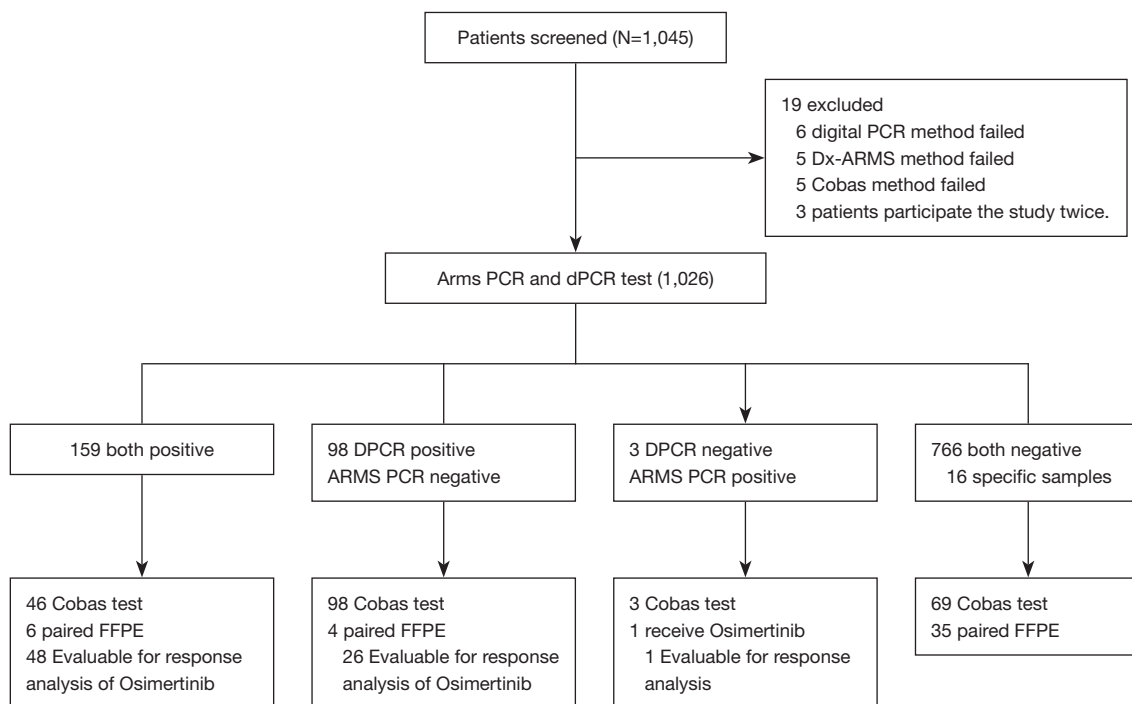 Patients screened (N=1,045)
19 excluded
6 digital PCR method failed
5 Dx-ARMS method failed
5 Cobas method failed
3 patients participate the study twice.
Arms PCR and dPCR test (1,026)
159 both positive
98 DPCR positive
ARMS PCR negative
3 DPCR negative
ARMS PCR positive
766 both negative
16 specific samples
46 Cobas test
6 paired FFPE
48 Evaluable for response
analysis of Osimertinib
98 Cobas test
4 paired FFPE
26 Evaluable for response
analysis of Osimertinib
3 Cobas test
1 receive Osimertinib
1 Evaluable for response
analysis
69 Cobas test
35 paired FFPE